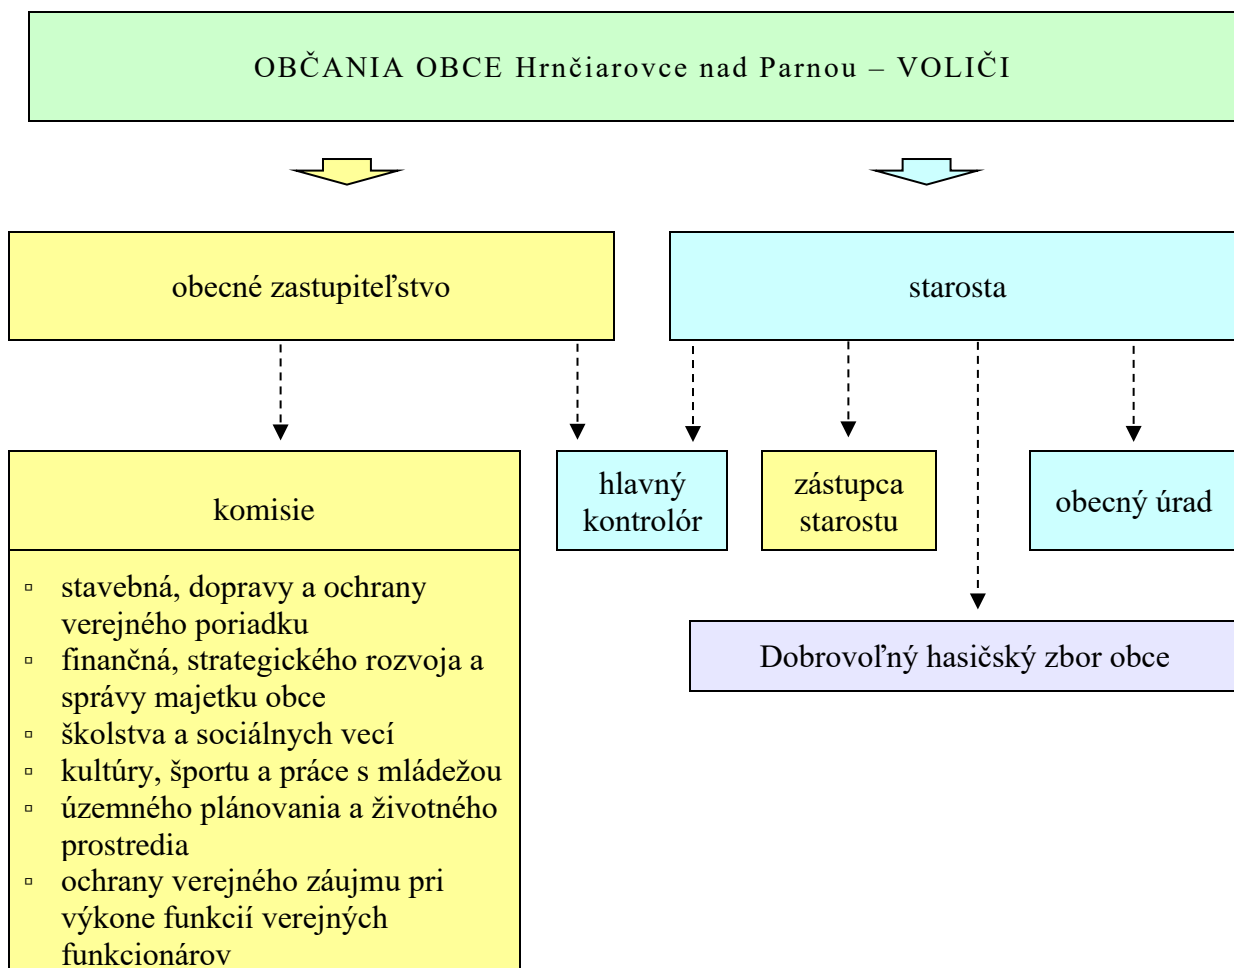 OBČANIA OBCE Hrnčiarovce nad Parnou – VOLIČI
obecné zastupiteľstvo
starosta
komisie
▫ stavebná, dopravy a ochrany
verejného poriadku
▫ finančná, strategického rozvoja a
správy majetku obce
▫ školstva a sociálnych vecí
▫ kultúry, športu a práce s mládežou
▫ územného plánovania a životného
prostredia
▫ ochrany verejného záujmu pri
výkone funkcií verejných
funkcionárov
hlavný
kontrolór
zástupca
starostu
obecný úrad
Dobrovoľný hasičský zbor obce